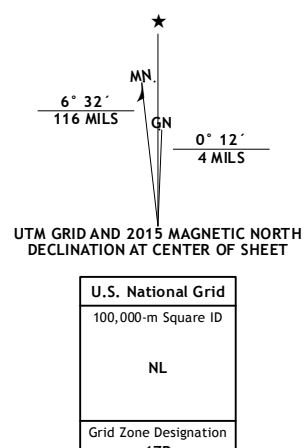 MN.
6° 32´
116 MILS
GN
0° 12´
4 MILS
UTM GRID AND 2015 MAGNETIC NORTH
DECLINATION AT CENTER OF SHEET
U.S. National Grid
100,000-m Square ID
NL
Grid Zone Designation